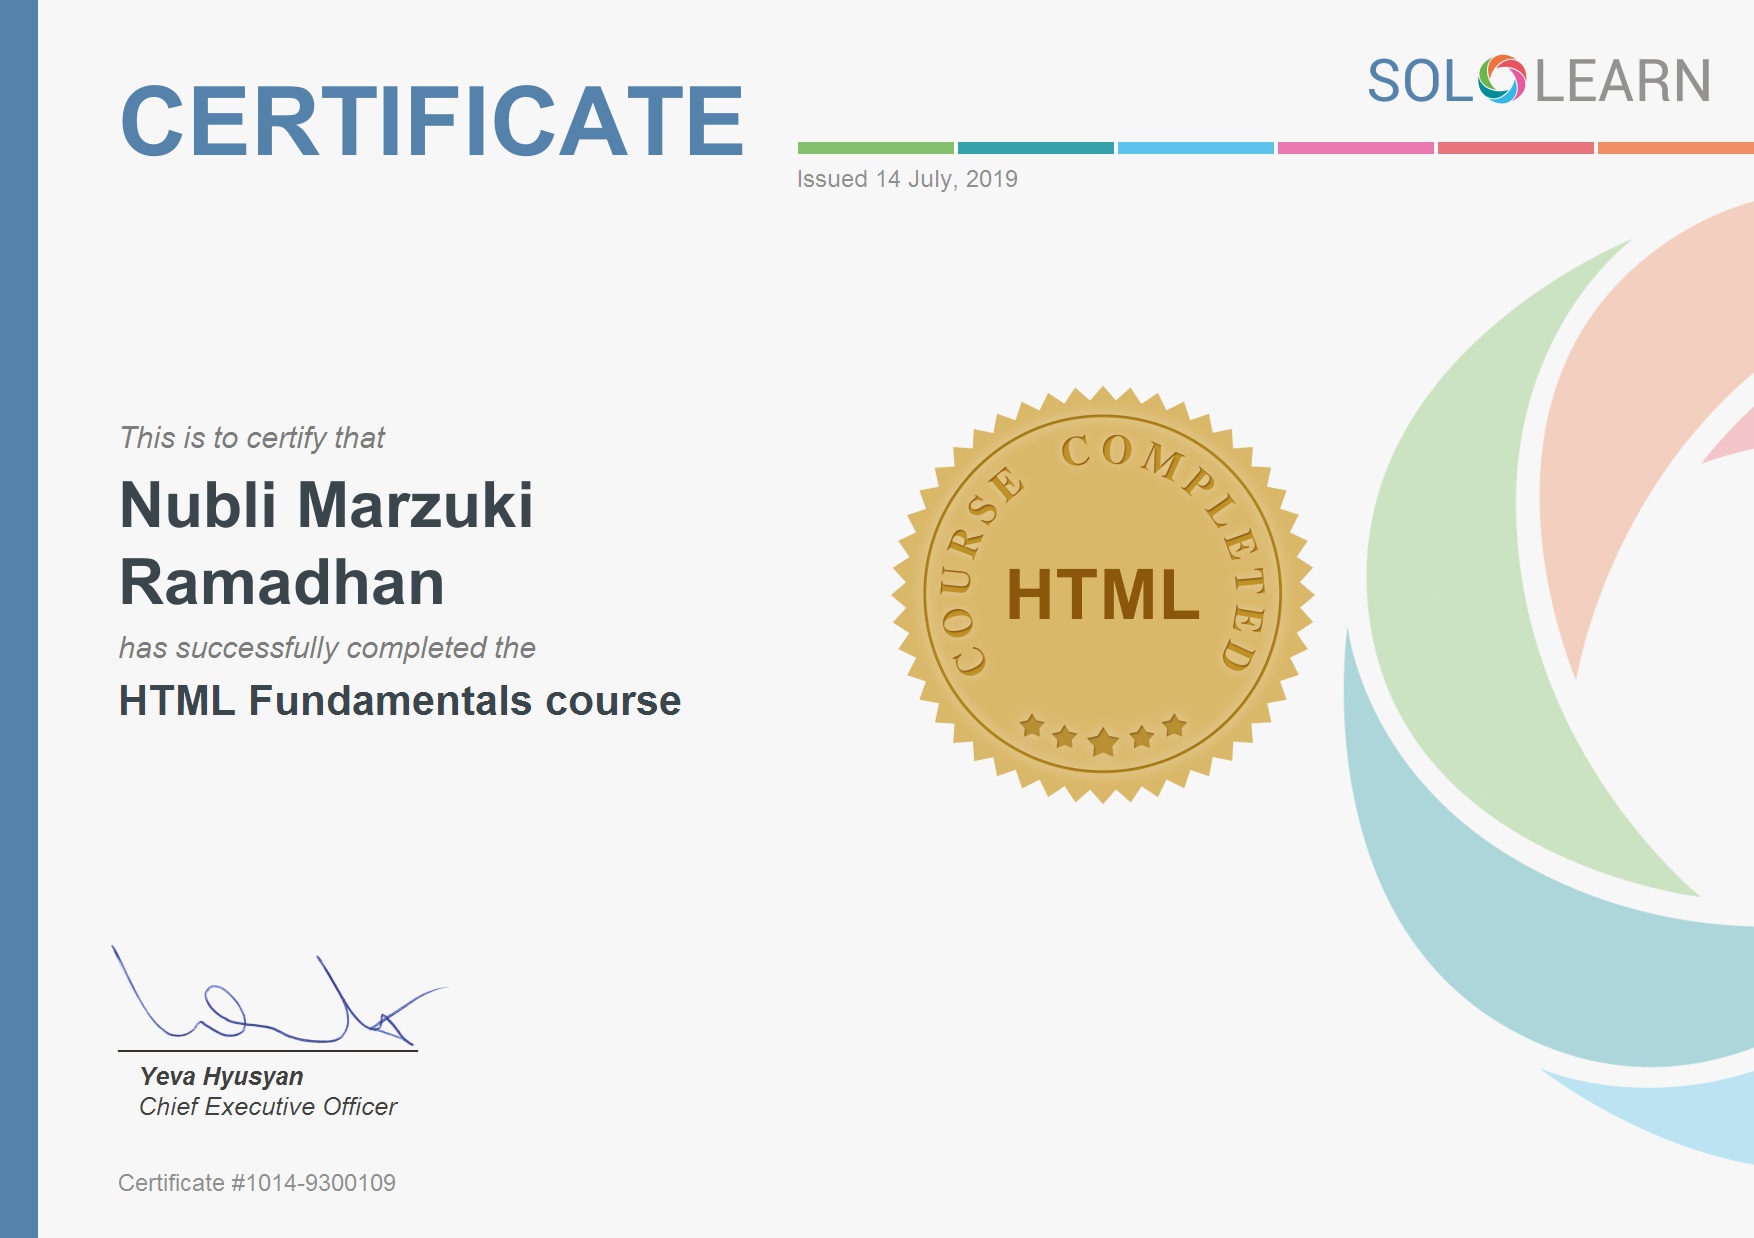 CERTIFICATE
SOLOLEARN
Issued 14 July, 2019
This is to certify that
Nubli Marzuki
Ramadhan
has successfully completed the
HTML Fundamentals course
COURSE COMPLETED
HTML
Yeva Hyusyan
Chief Executive Officer
Certificate #1014-9300109